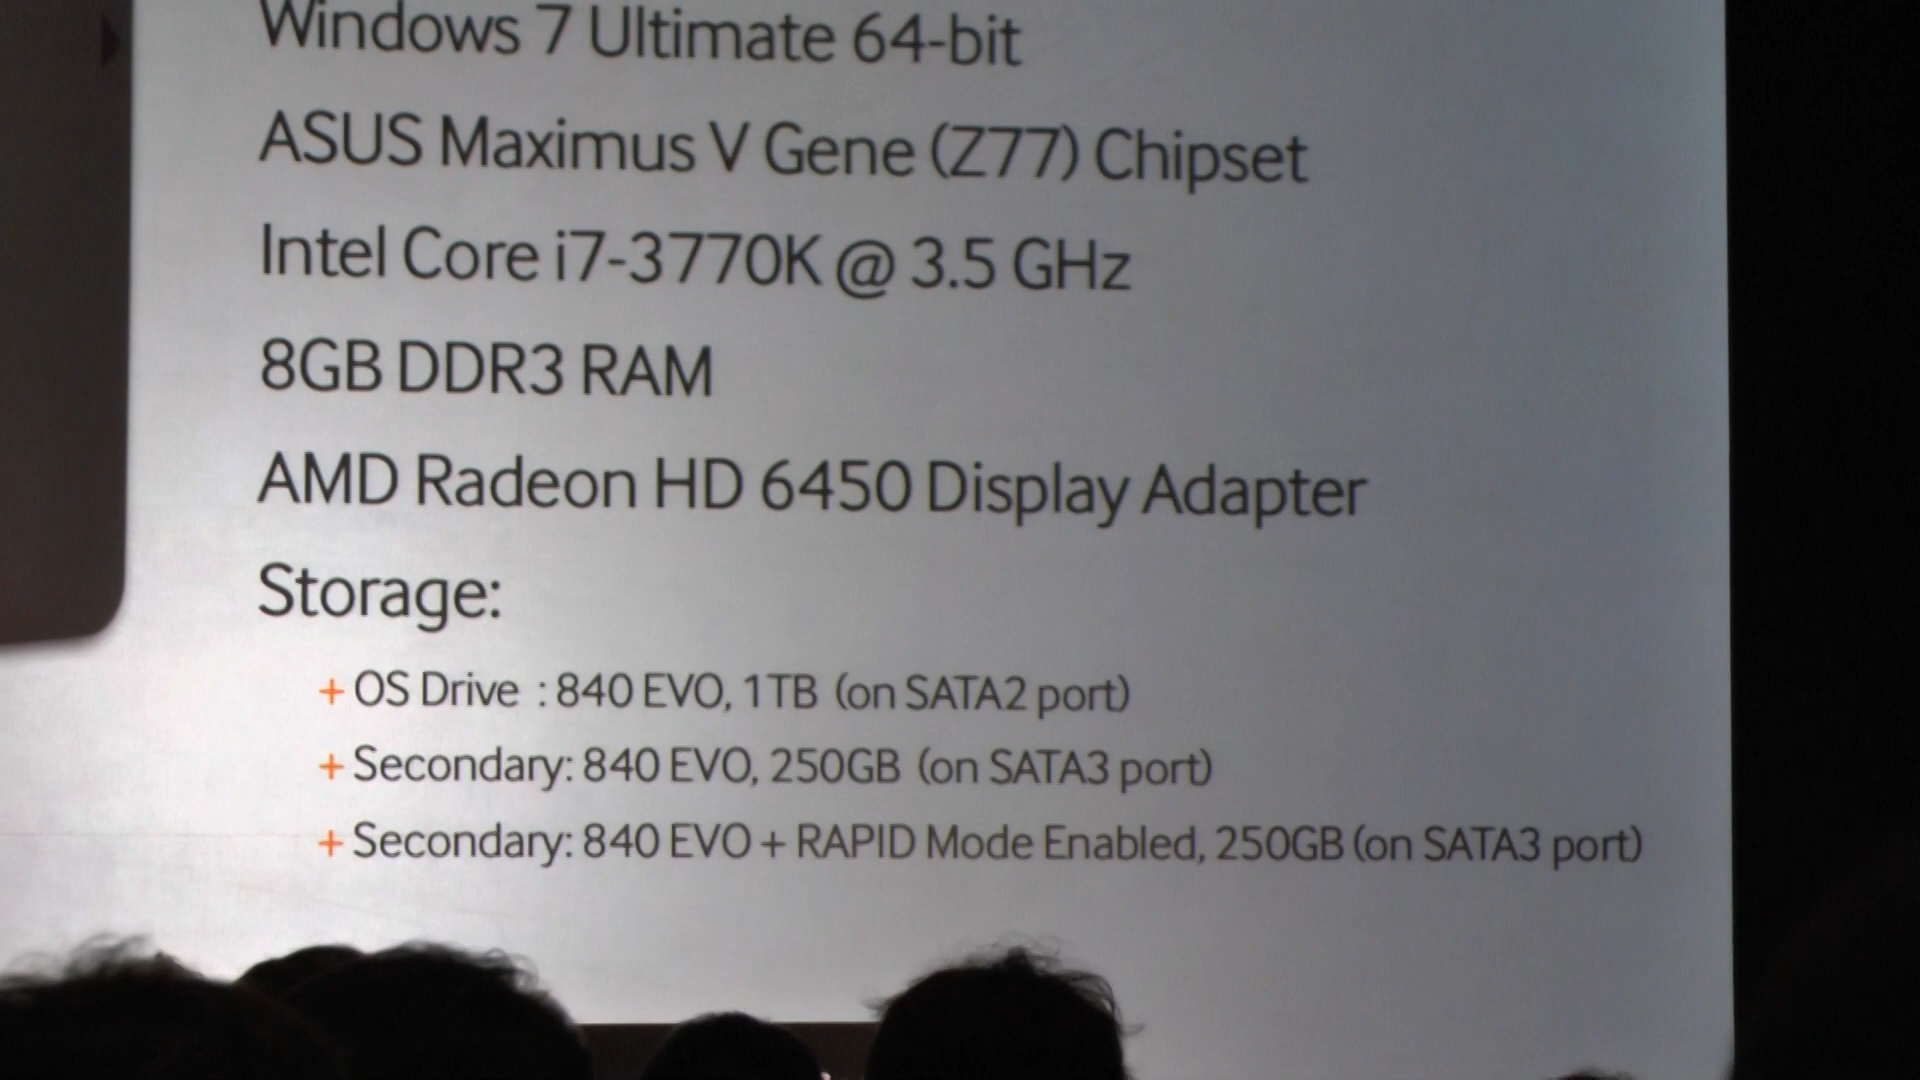 Windows 7 Ultimate 64-bit
ASUS Maximus V Gene (Z77) Chipset
Intel Core i7-3770K @ 3.5 GHz
8GB DDR3 RAM
AMD Radeon HD 6450 Display Adapter
Storage:
+ OS Drive : 840 EVO, 1TB (on SATA2 port)
+ Secondary: 840 EVO, 250GB (on SATA3 port)
+ Secondary: 840 EVO + RAPID Mode Enabled, 250GB (on SATA3 port)